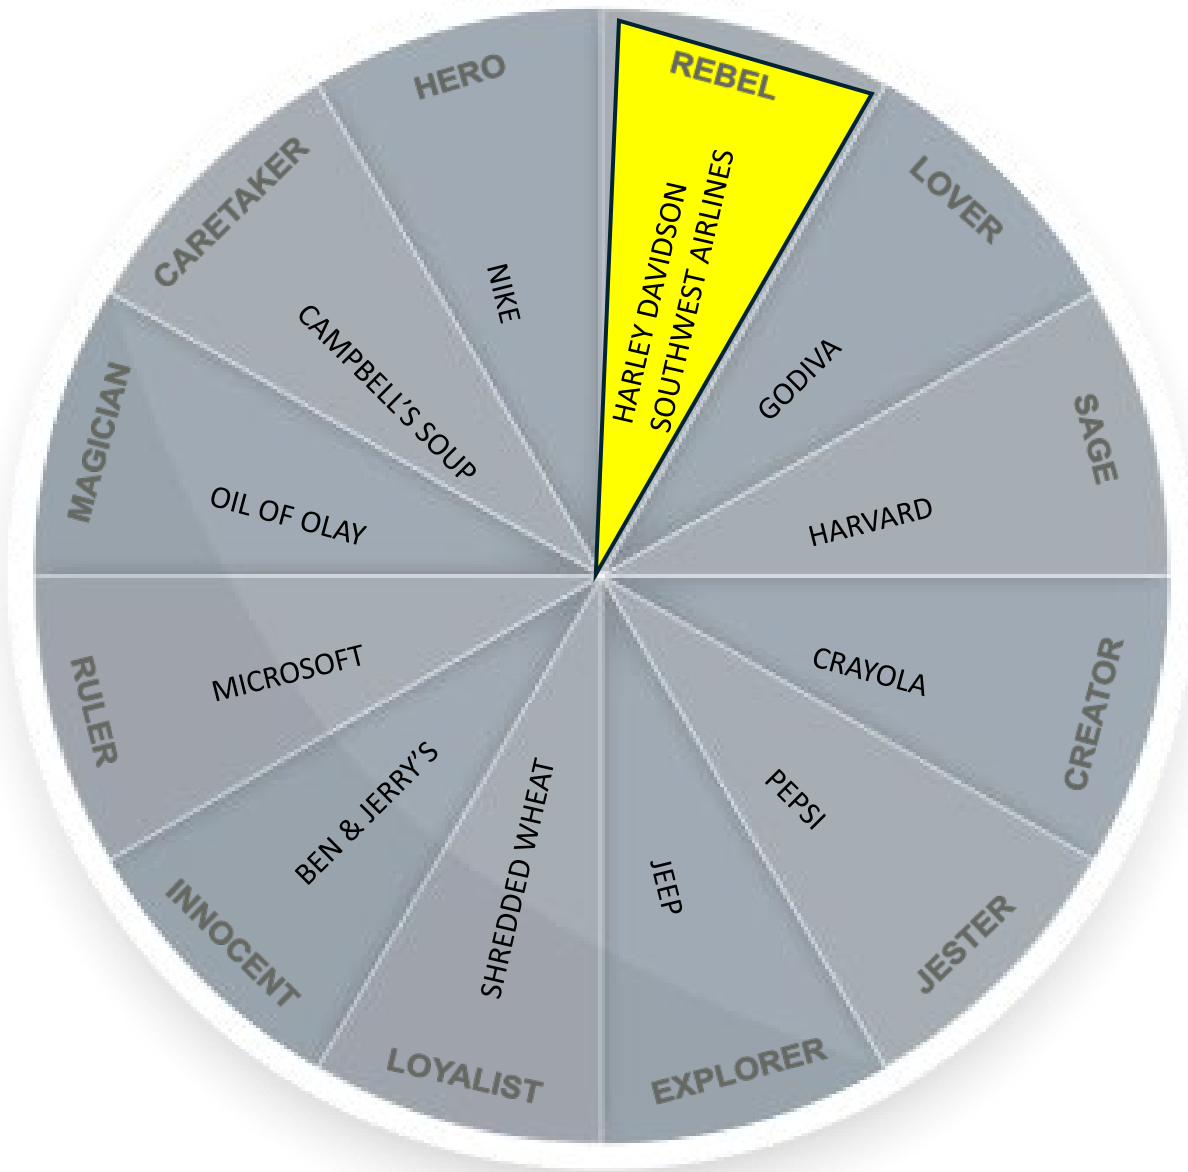 REBEL
HARLEY DAVIDSON
SOUTHWEST AIRLINES
LOVER
GODIVA
SAGE
HARVARD
CREATOR
CRAYOLA
JESTER
PEPSI
EXPLORER
JEEP
LOYALIST
SHREDDED WHEAT
INNOCENT
BEN & JERRY'S
RULER
MICROSOFT
MAGICIAN
OIL OF OLAY
CARETAKER
CAMPBELL'S SOUP
HERO
NIKE